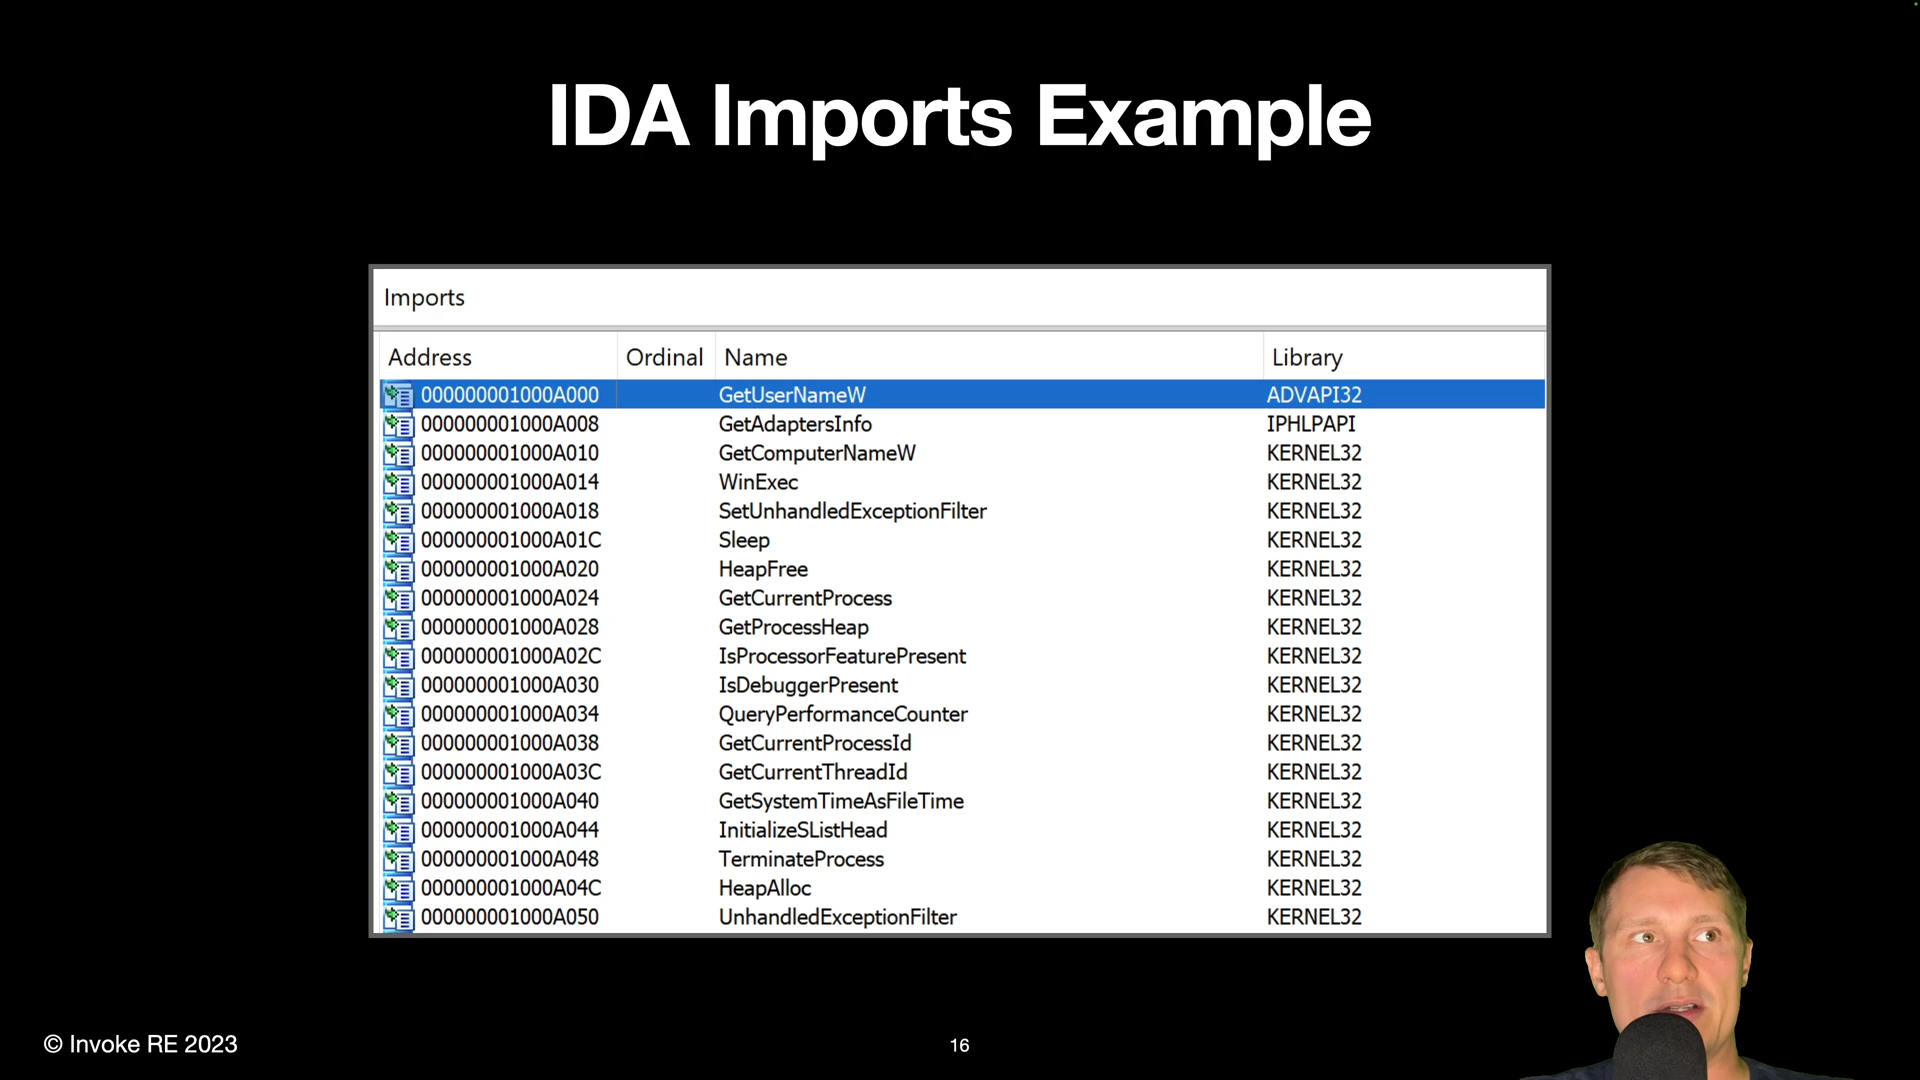 IDA Imports Example
Imports
Address Ordinal Name Library
000000001000A000 GetUserNameW ADVAPI32
000000001000A008 GetAdaptersInfo IPHLPAPI
000000001000A010 GetComputerNameW KERNEL32
000000001000A014 WinExec KERNEL32
000000001000A018 SetUnhandledExceptionFilter KERNEL32
000000001000A01C Sleep KERNEL32
000000001000A020 HeapFree KERNEL32
000000001000A024 GetCurrentProcess KERNEL32
000000001000A028 GetProcessHeap KERNEL32
000000001000A02C IsProcessorFeaturePresent KERNEL32
000000001000A030 IsDebuggerPresent KERNEL32
000000001000A034 QueryPerformanceCounter KERNEL32
000000001000A038 GetCurrentProcessId KERNEL32
000000001000A03C GetCurrentThreadId KERNEL32
000000001000A040 GetSystemTimeAsFileTime KERNEL32
000000001000A044 InitializeSListHead KERNEL32
000000001000A048 TerminateProcess KERNEL32
000000001000A04C HeapAlloc KERNEL32
000000001000A050 UnhandledExceptionFilter KERNEL32
© Invoke RE 2023
16